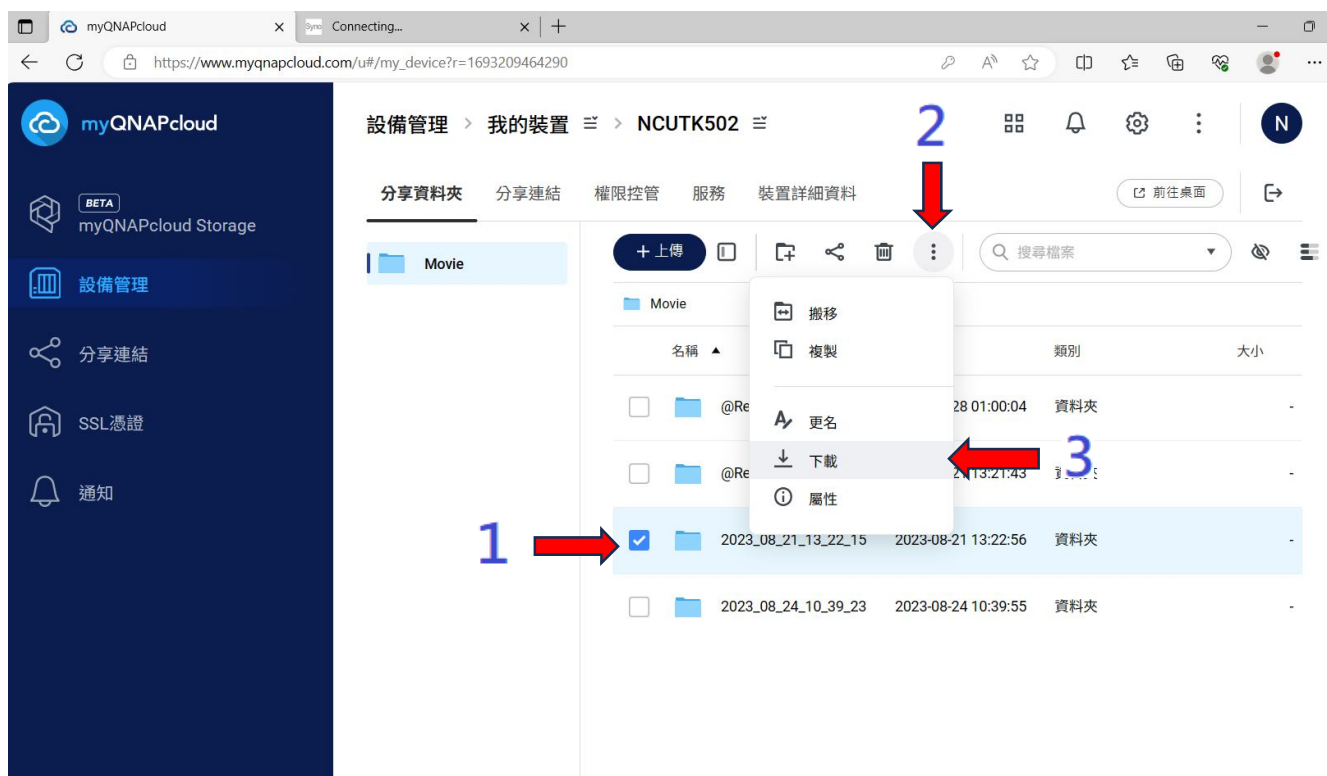 myQNAPcloud
Syno Connecting...
https://www.myqnapcloud.com/u#/my_device?r=1693209464290
myQNAPcloud
設備管理 > 我的裝置 > NCUTK502
2
N
BETA
myQNAPcloud Storage
設備管理
分享連結
SSL憑證
通知
分享資料夾 分享連結 權限控管 服務 裝置詳細資料
前往桌面
Movie
+上傳
搜尋檔案
Movie
名稱 類別 大小
搬移
複製
更名
下載
屬性
3
@Re 28 01:00:04 資料夾 -
@Re 13:21:43 -
1
2023_08_21_13_22_15 2023-08-21 13:22:56 資料夾 -
2023_08_24_10_39_23 2023-08-24 10:39:55 資料夾 -